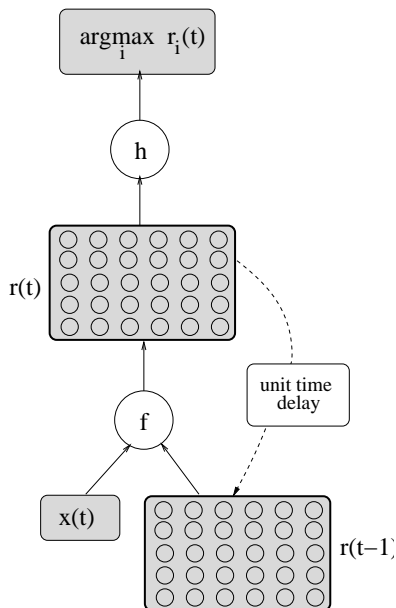 argmax r_i(t)
i
h
r(t)
unit time
delay
f
x(t)
r(t−1)